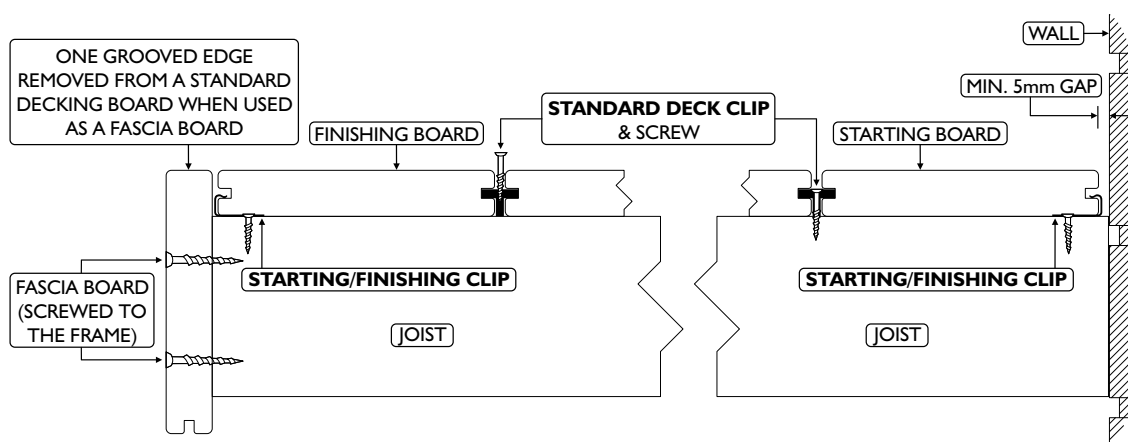 ONE GROOVED EDGE
REMOVED FROM A STANDARD
DECKING BOARD WHEN USED
AS A FASCIA BOARD
FINISHING BOARD
STANDARD DECK CLIP
& SCREW
STARTING BOARD
WALL
MIN. 5mm GAP
STARTING/FINISHING CLIP
STARTING/FINISHING CLIP
FASCIA BOARD
(SCREWED TO
THE FRAME)
JOIST
JOIST